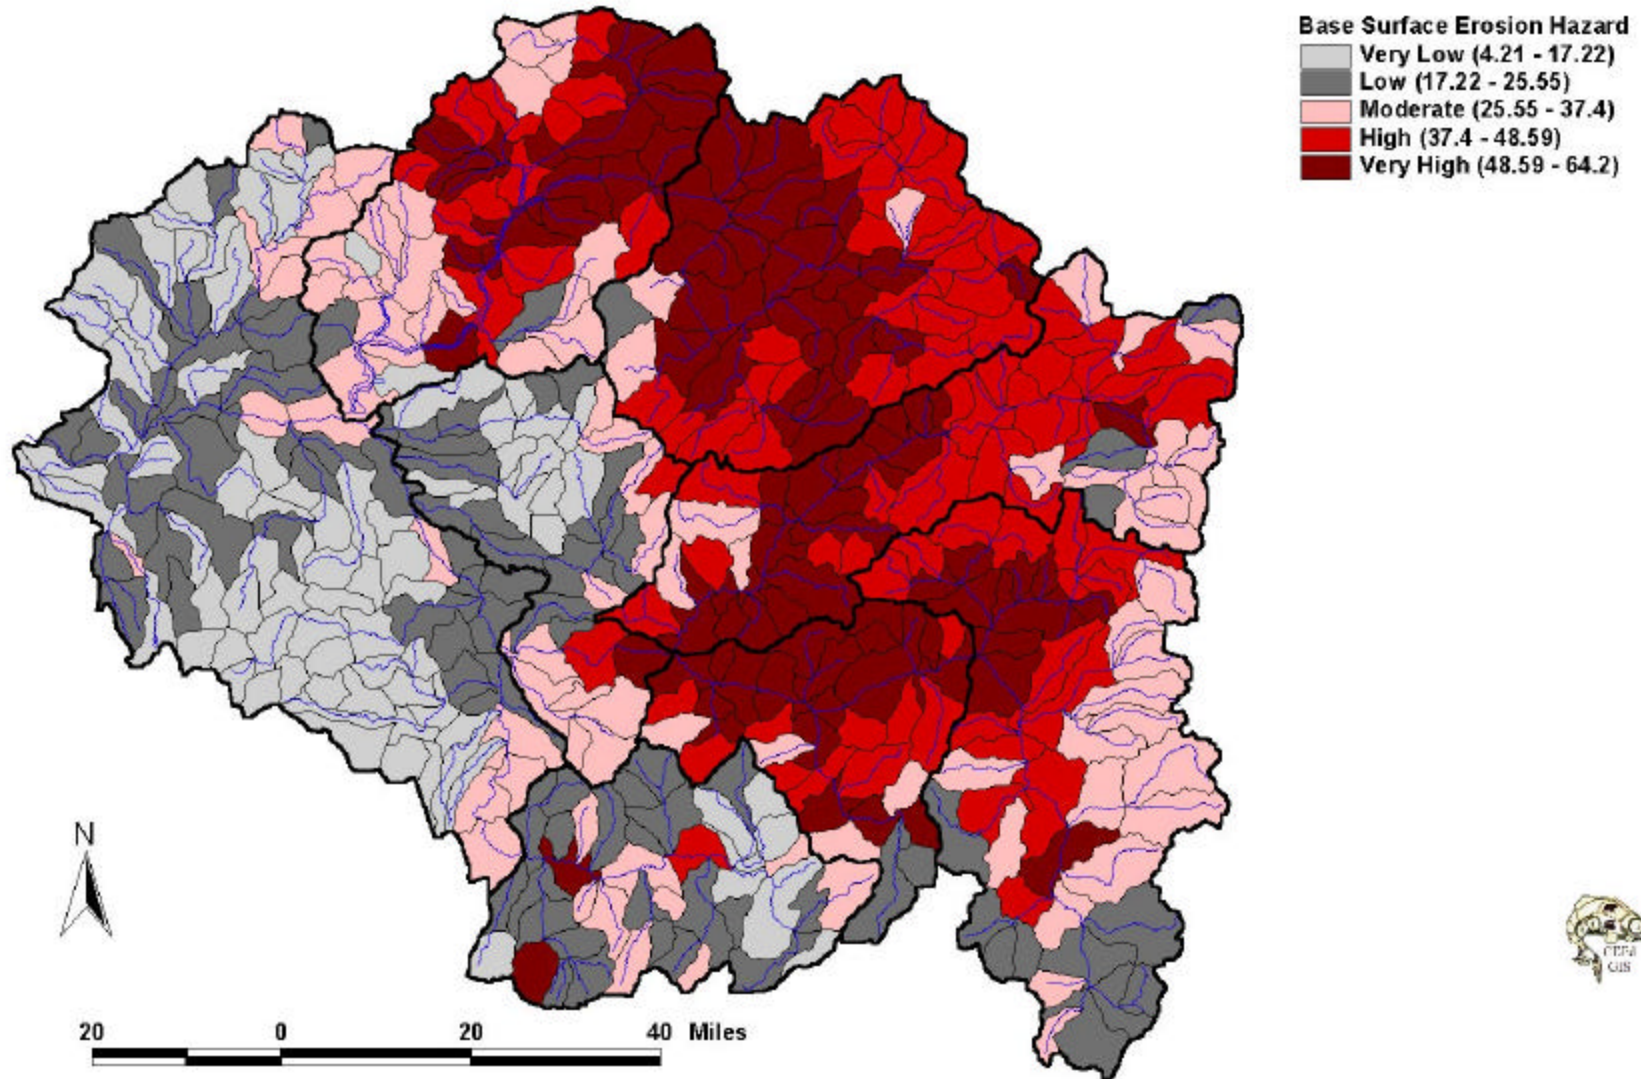 Base Surface Erosion Hazard
Very Low (4.21 - 17.22)
Low (17.22 - 25.55)
Moderate (25.55 - 37.4)
High (37.4 - 48.59)
Very High (48.59 - 64.2)
N
20 0 20 40 Miles
GIS